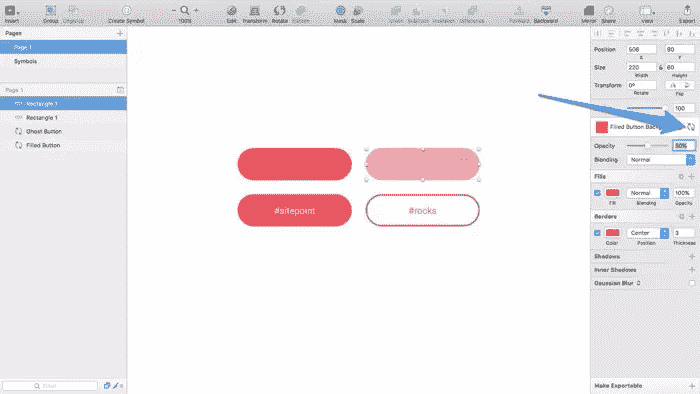 Insert Group Create Symbol 100% Edit Transform Rotate Flatten Mask Scale Union Subtract Intersect Difference Forward Backward Mirror Share View Export
Pages
Page 1
Symbols
Page 1
Rectangle 1
Rectangle 1
Ghost Button
Filled Button
Filter
#sitepoint
#rocks
Position 508 80
X Y
Size 220 60
Width Height
Transform 0°
Rotate Flip
100
Filled Button Back
Opacity 50%
Blending Normal
Fills
Normal 100%
Fill Blending Opacity
Borders
Center 3
Color Position Thickness
Shadows
Inner Shadows
Gaussian Blur
Make Exportable